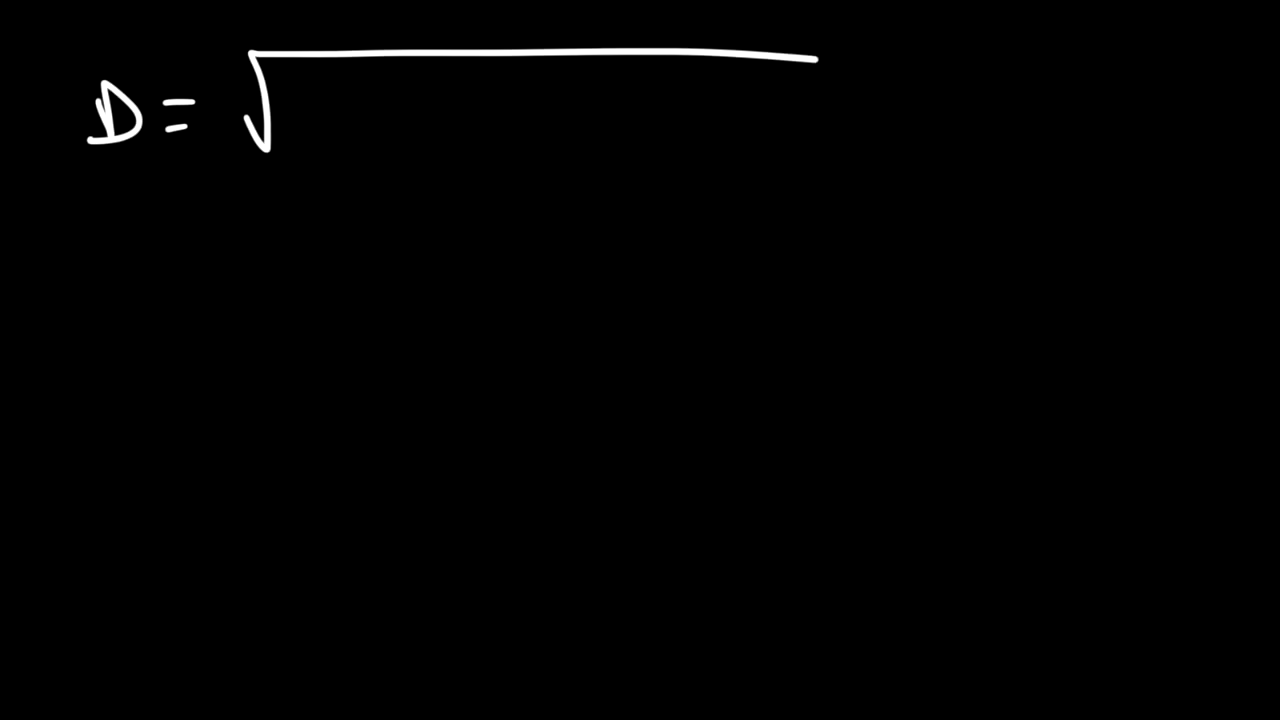 D = √